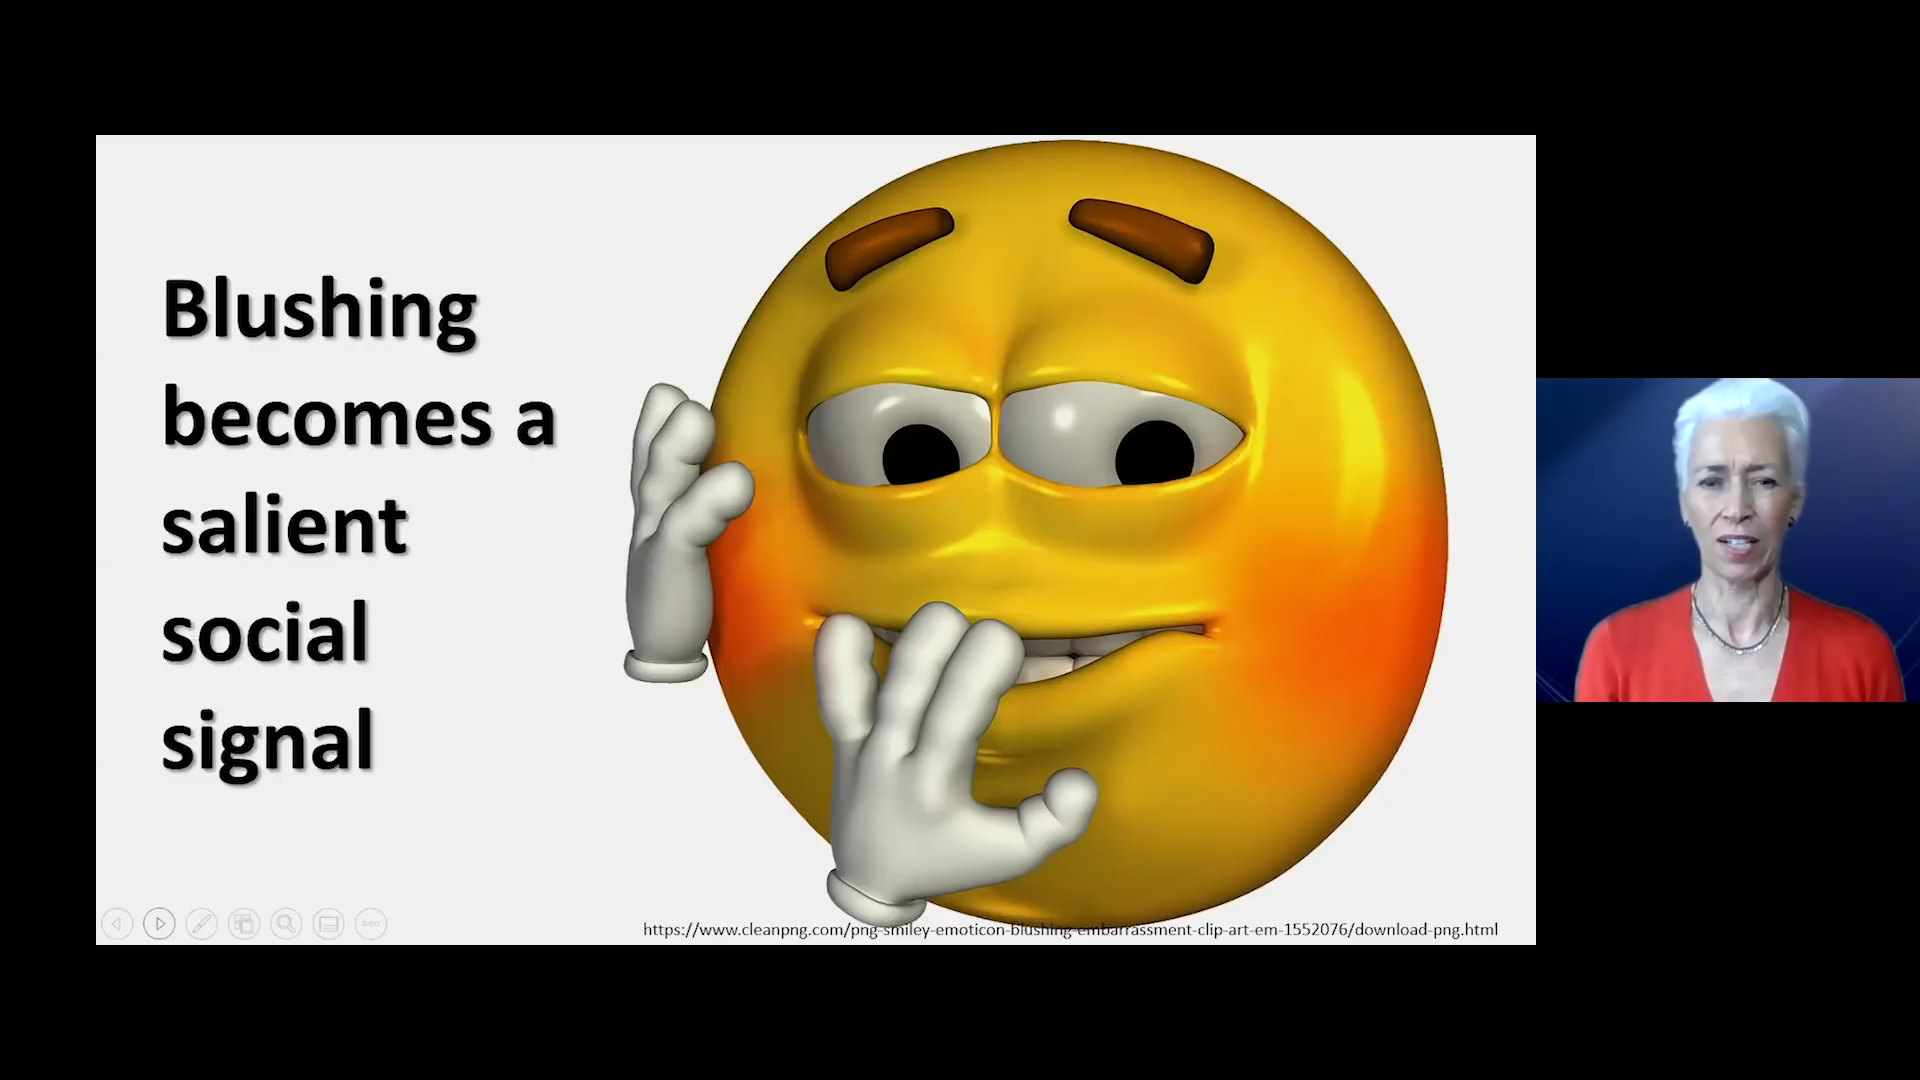 Blushing
becomes a
salient
social
signal
https://www.cleanpng.com/png-smiley-emoticon-blushing-embarrassment-clip-art-em-1552076/download-png.html